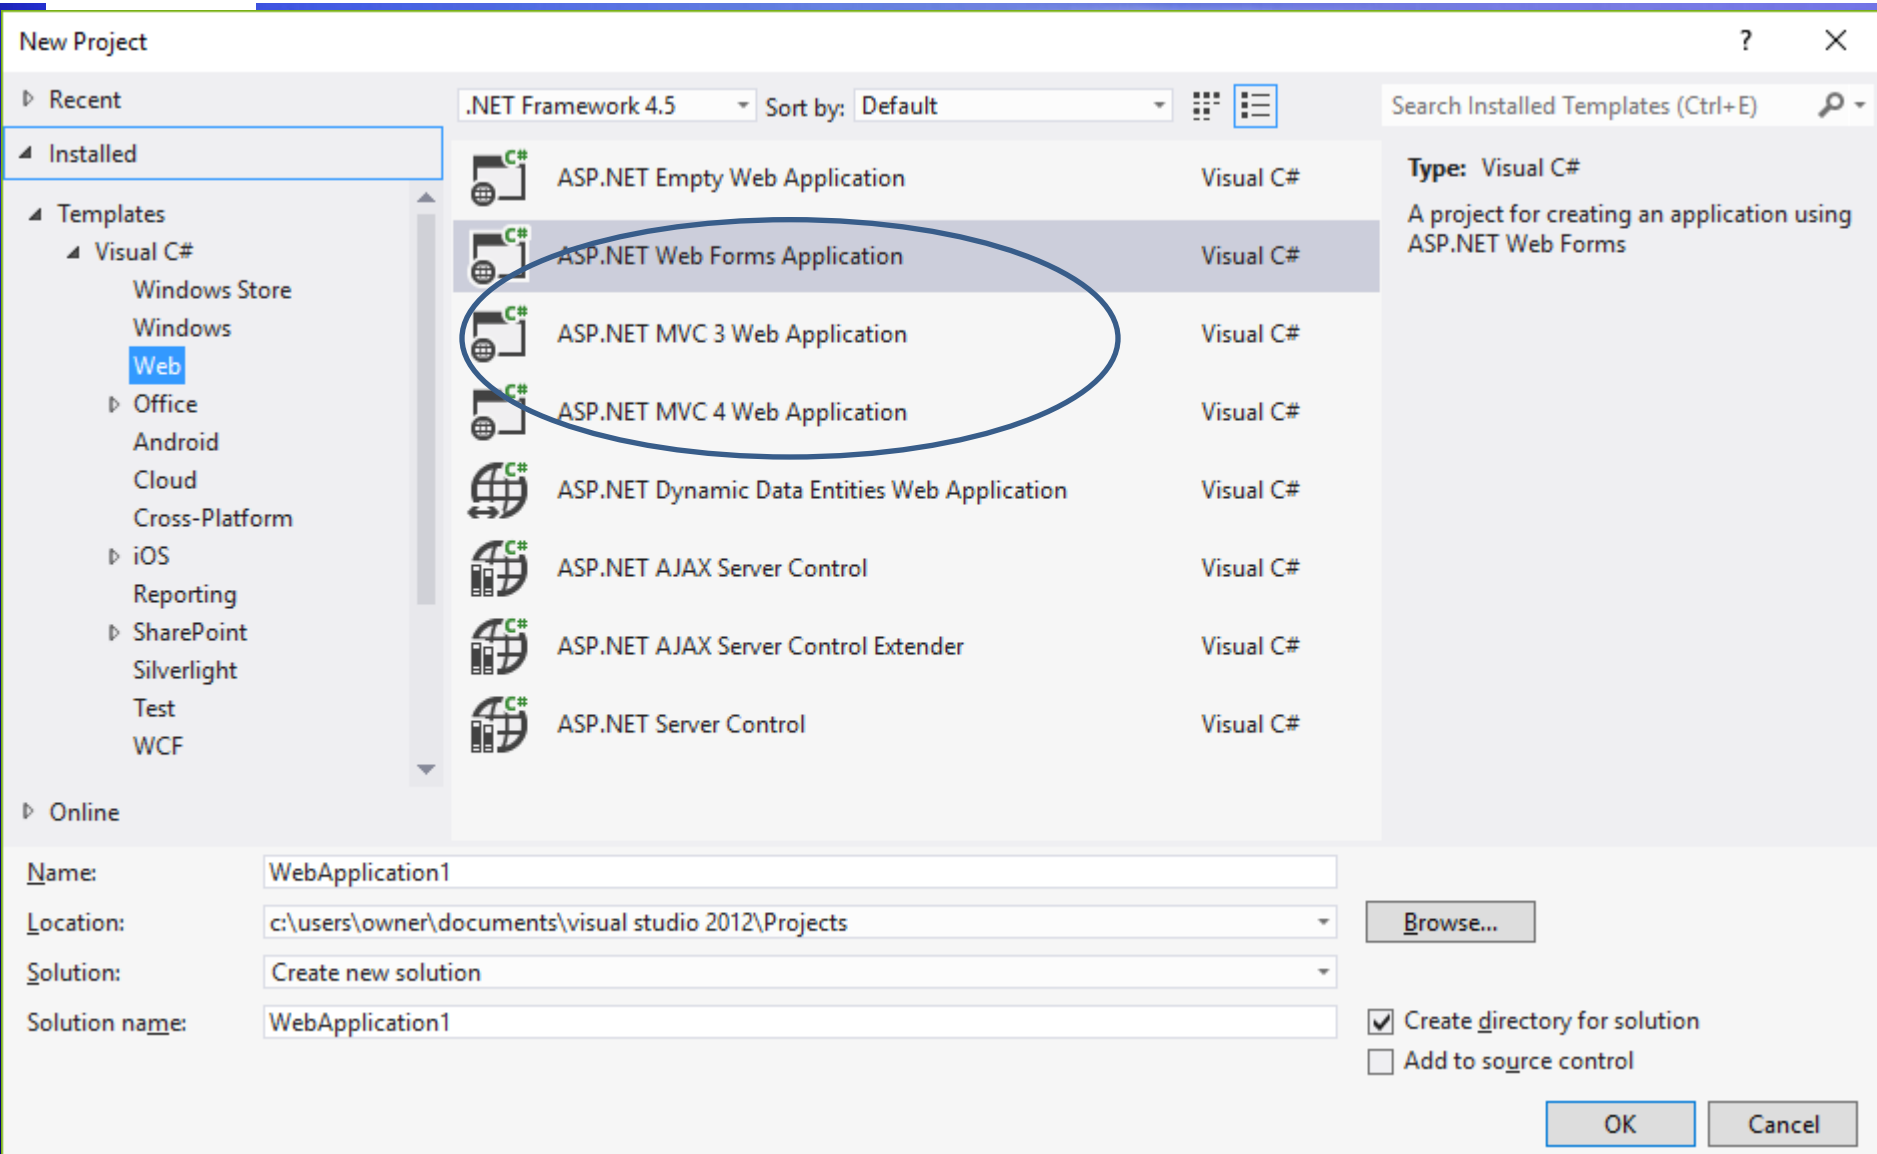 New Project
?
Recent
.NET Framework 4.5
Sort by:
Default
Search Installed Templates (Ctrl+E)
Installed
Templates
Visual C#
Windows Store
Windows
Web
Office
Android
Cloud
Cross-Platform
iOS
Reporting
SharePoint
Silverlight
Test
WCF
Online
C# ASP.NET Empty Web Application Visual C#
C# ASP.NET Web Forms Application Visual C#
C# ASP.NET MVC 3 Web Application Visual C#
C# ASP.NET MVC 4 Web Application Visual C#
C# ASP.NET Dynamic Data Entities Web Application Visual C#
C# ASP.NET AJAX Server Control Visual C#
C# ASP.NET AJAX Server Control Extender Visual C#
C# ASP.NET Server Control Visual C#
Type: Visual C#
A project for creating an application using
ASP.NET Web Forms
Name: WebApplication1
Location: c:\users\owner\documents\visual studio 2012\Projects
Browse...
Solution: Create new solution
Solution name: WebApplication1
Create directory for solution
Add to source control
OK
Cancel